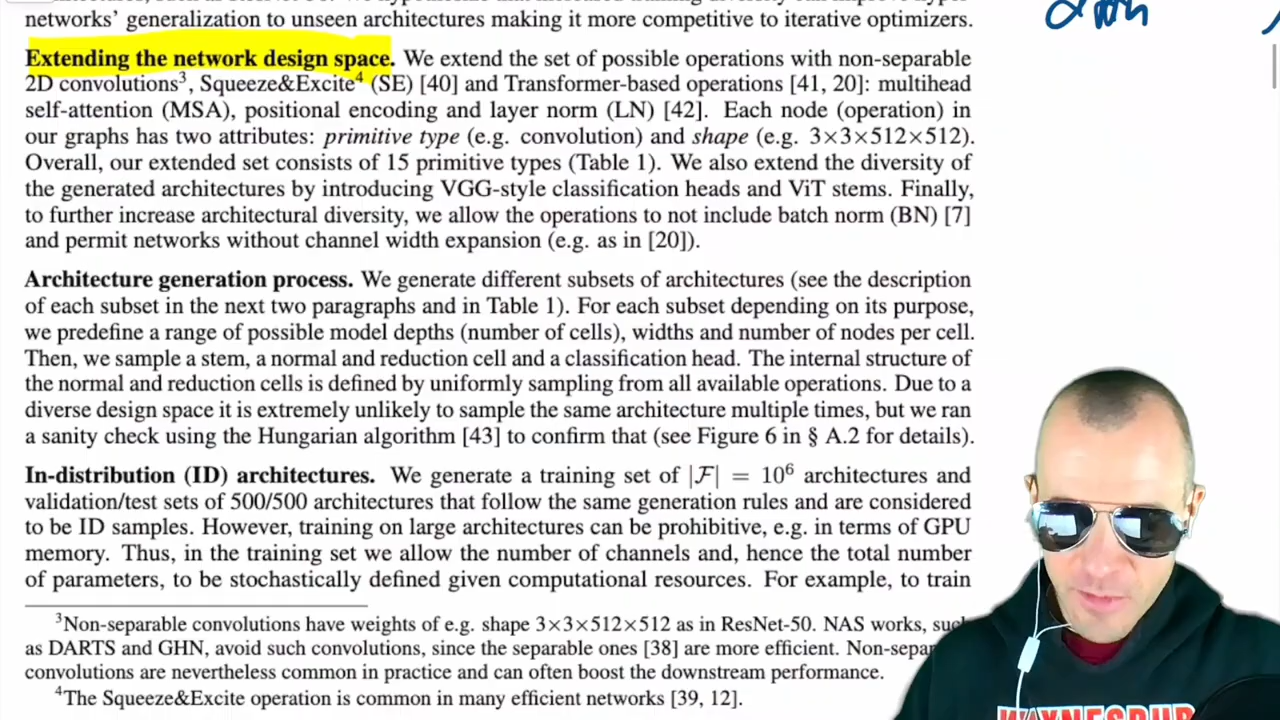 networks' generalization to unseen architectures making it more competitive to iterative optimizers.
Extending the network design space. We extend the set of possible operations with non-separable
2D convolutions³, Squeeze&Excite⁴ (SE) [40] and Transformer-based operations [41, 20]: multihead
self-attention (MSA), positional encoding and layer norm (LN) [42]. Each node (operation) in
our graphs has two attributes: primitive type (e.g. convolution) and shape (e.g. 3×3×512×512).
Overall, our extended set consists of 15 primitive types (Table 1). We also extend the diversity of
the generated architectures by introducing VGG-style classification heads and ViT stems. Finally,
to further increase architectural diversity, we allow the operations to not include batch norm (BN) [7]
and permit networks without channel width expansion (e.g. as in [20]).
Architecture generation process. We generate different subsets of architectures (see the description
of each subset in the next two paragraphs and in Table 1). For each subset depending on its purpose,
we predefine a range of possible model depths (number of cells), widths and number of nodes per cell.
Then, we sample a stem, a normal and reduction cell and a classification head. The internal structure of
the normal and reduction cells is defined by uniformly sampling from all available operations. Due to a
diverse design space it is extremely unlikely to sample the same architecture multiple times, but we ran
a sanity check using the Hungarian algorithm [43] to confirm that (see Figure 6 in § A.2 for details).
In-distribution (ID) architectures. We generate a training set of |ℱ| = 10⁶ architectures and
validation/test sets of 500/500 architectures that follow the same generation rules and are considered
to be ID samples. However, training on large architectures can be prohibitive, e.g. in terms of GPU
memory. Thus, in the training set we allow the number of channels and, hence the total number
of parameters, to be stochastically defined given computational resources. For example, to train
³Non-separable convolutions have weights of e.g. shape 3×3×512×512 as in ResNet-50. NAS works, suc
as DARTS and GHN, avoid such convolutions, since the separable ones [38] are more efficient. Non-separ
convolutions are nevertheless common in practice and can often boost the downstream performance.
⁴The Squeeze&Excite operation is common in many efficient networks [39, 12].